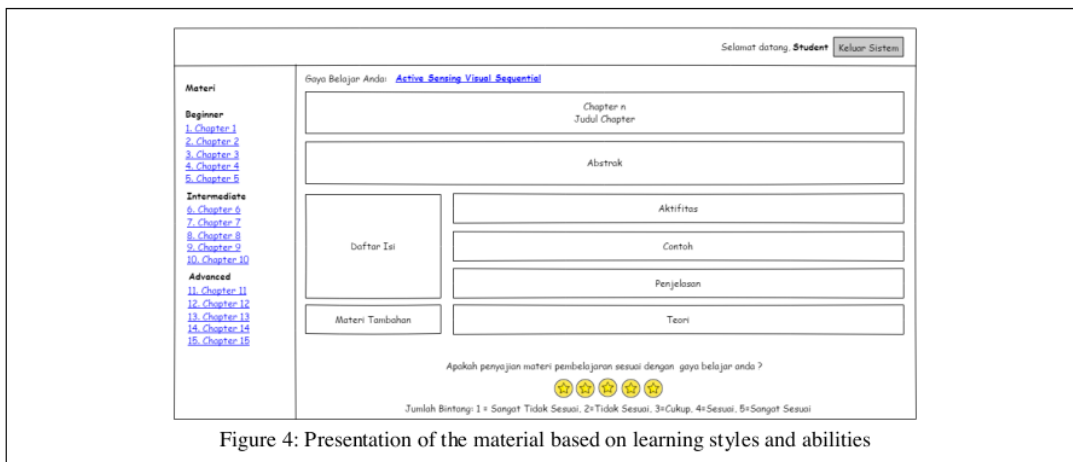 Selamat datang, Student
Keluar Sistem
Materi
Beginner
1. Chapter 1
2. Chapter 2
3. Chapter 3
4. Chapter 4
5. Chapter 5
Intermediate
6. Chapter 6
7. Chapter 7
8. Chapter 8
9. Chapter 9
10. Chapter 10
Advanced
11. Chapter 11
12. Chapter 12
13. Chapter 13
14. Chapter 14
15. Chapter 15
Gaya Belajar Anda: Active Sensing Visual Sequential
Chapter n
Judul Chapter
Abstrak
Daftar Isi
Materi Tambahan
Aktifitas
Contoh
Penjelasan
Teori
Apakah penyajian materi pembelajaran sesuai dengan gaya belajar anda ?
Jumlah Bintang: 1 = Sangat Tidak Sesuai, 2=Tidak Sesuai, 3=Cukup, 4=Sesuai, 5=Sangat Sesuai
Figure 4: Presentation of the material based on learning styles and abilities